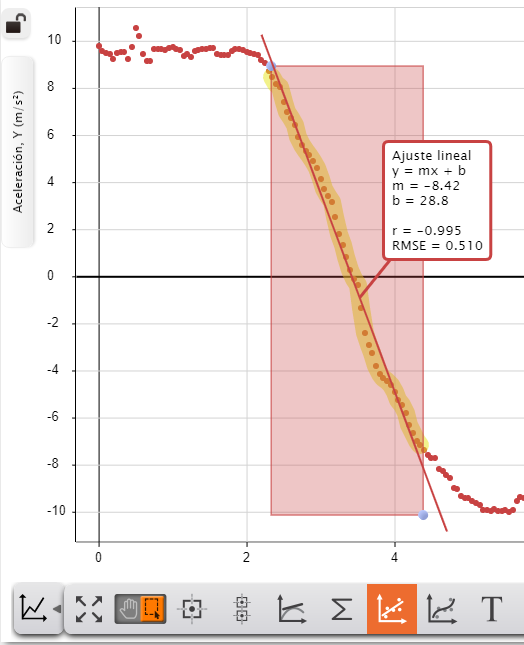 Aceleración, Y (m/s²)
10
8
6
4
2
0
-2
-4
-6
-8
-10
0
2
4
Ajuste lineal
y = mx + b
m = -8.42
b = 28.8
r = -0.995
RMSE = 0.510
Σ
T